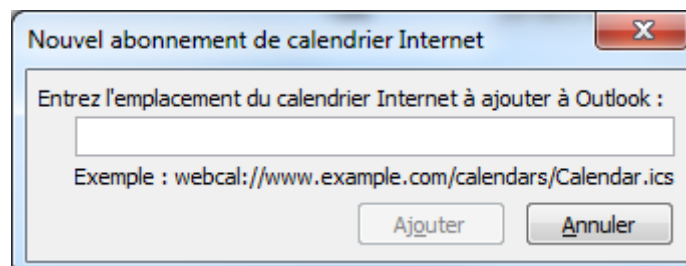 Nouvel abonnement de calendrier Internet
Entrez l'emplacement du calendrier Internet à ajouter à Outlook :
Exemple : webcal://www.example.com/calendars/Calendar.ics
Ajouter Annuler